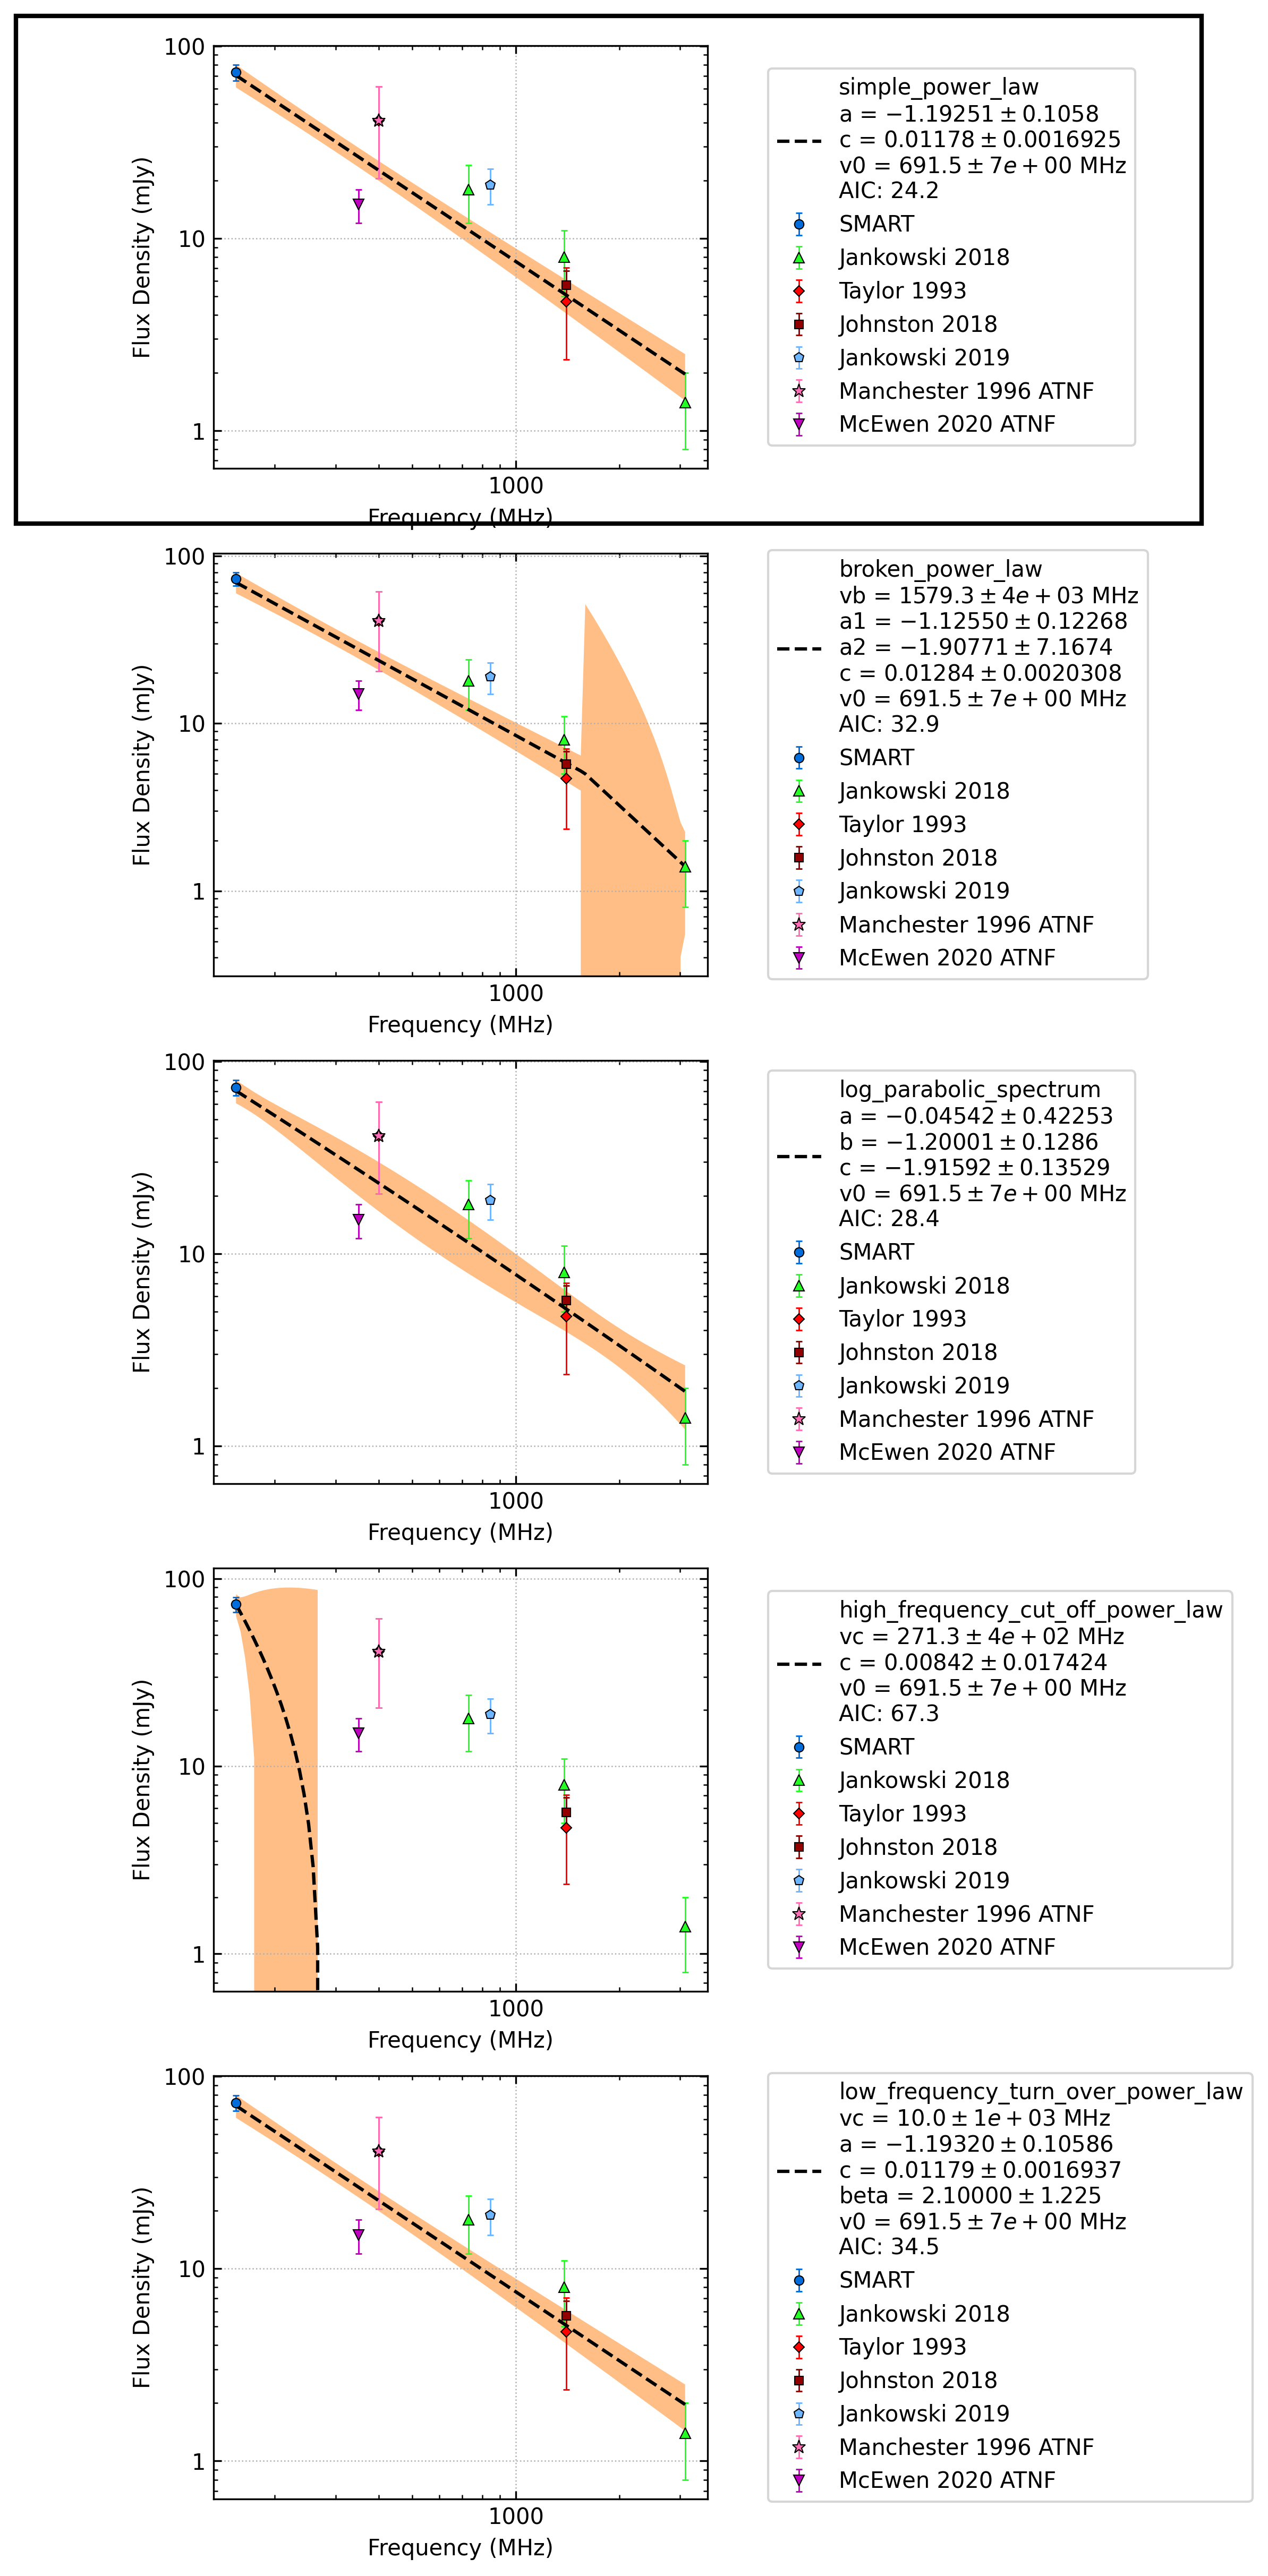 100
10
1
Flux Density (mJy)
1000
Frequency (MHz)
simple_power_law
a = −1.19251 ± 0.1058
c = 0.01178 ± 0.0016925
v0 = 691.5 ± 7e + 00 MHz
AIC: 24.2
SMART
Jankowski 2018
Taylor 1993
Johnston 2018
Jankowski 2019
Manchester 1996 ATNF
McEwen 2020 ATNF
100
10
1
Flux Density (mJy)
1000
Frequency (MHz)
broken_power_law
vb = 1579.3 ± 4e + 03 MHz
a1 = −1.12550 ± 0.12268
a2 = −1.90771 ± 7.1674
c = 0.01284 ± 0.0020308
v0 = 691.5 ± 7e + 00 MHz
AIC: 32.9
SMART
Jankowski 2018
Taylor 1993
Johnston 2018
Jankowski 2019
Manchester 1996 ATNF
McEwen 2020 ATNF
100
10
1
Flux Density (mJy)
1000
Frequency (MHz)
log_parabolic_spectrum
a = −0.04542 ± 0.42253
b = −1.20001 ± 0.1286
c = −1.91592 ± 0.13529
v0 = 691.5 ± 7e + 00 MHz
AIC: 28.4
SMART
Jankowski 2018
Taylor 1993
Johnston 2018
Jankowski 2019
Manchester 1996 ATNF
McEwen 2020 ATNF
100
10
1
Flux Density (mJy)
1000
Frequency (MHz)
high_frequency_cut_off_power_law
vc = 271.3 ± 4e + 02 MHz
c = 0.00842 ± 0.017424
v0 = 691.5 ± 7e + 00 MHz
AIC: 67.3
SMART
Jankowski 2018
Taylor 1993
Johnston 2018
Jankowski 2019
Manchester 1996 ATNF
McEwen 2020 ATNF
100
10
1
Flux Density (mJy)
1000
Frequency (MHz)
low_frequency_turn_over_power_law
vc = 10.0 ± 1e + 03 MHz
a = −1.19320 ± 0.10586
c = 0.01179 ± 0.0016937
beta = 2.10000 ± 1.225
v0 = 691.5 ± 7e + 00 MHz
AIC: 34.5
SMART
Jankowski 2018
Taylor 1993
Johnston 2018
Jankowski 2019
Manchester 1996 ATNF
McEwen 2020 ATNF